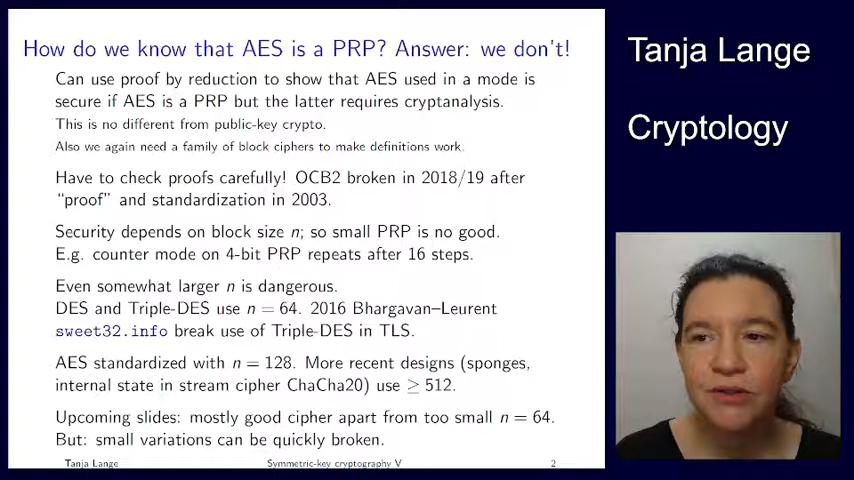 How do we know that AES is a PRP? Answer: we don't!
Can use proof by reduction to show that AES used in a mode is
secure if AES is a PRP but the latter requires cryptanalysis.
This is no different from public-key crypto.
Also we again need a family of block ciphers to make definitions work.
Have to check proofs carefully! OCB2 broken in 2018/19 after
“proof” and standardization in 2003.
Security depends on block size n; so small PRP is no good.
E.g. counter mode on 4-bit PRP repeats after 16 steps.
Even somewhat larger n is dangerous.
DES and Triple-DES use n = 64. 2016 Bhargavan–Leurent
sweet32.info break use of Triple-DES in TLS.
AES standardized with n = 128. More recent designs (sponges,
internal state in stream cipher ChaCha20) use ≥ 512.
Upcoming slides: mostly good cipher apart from too small n = 64.
But: small variations can be quickly broken.
Tanja Lange Symmetric-key cryptography V 2
Tanja Lange
Cryptology